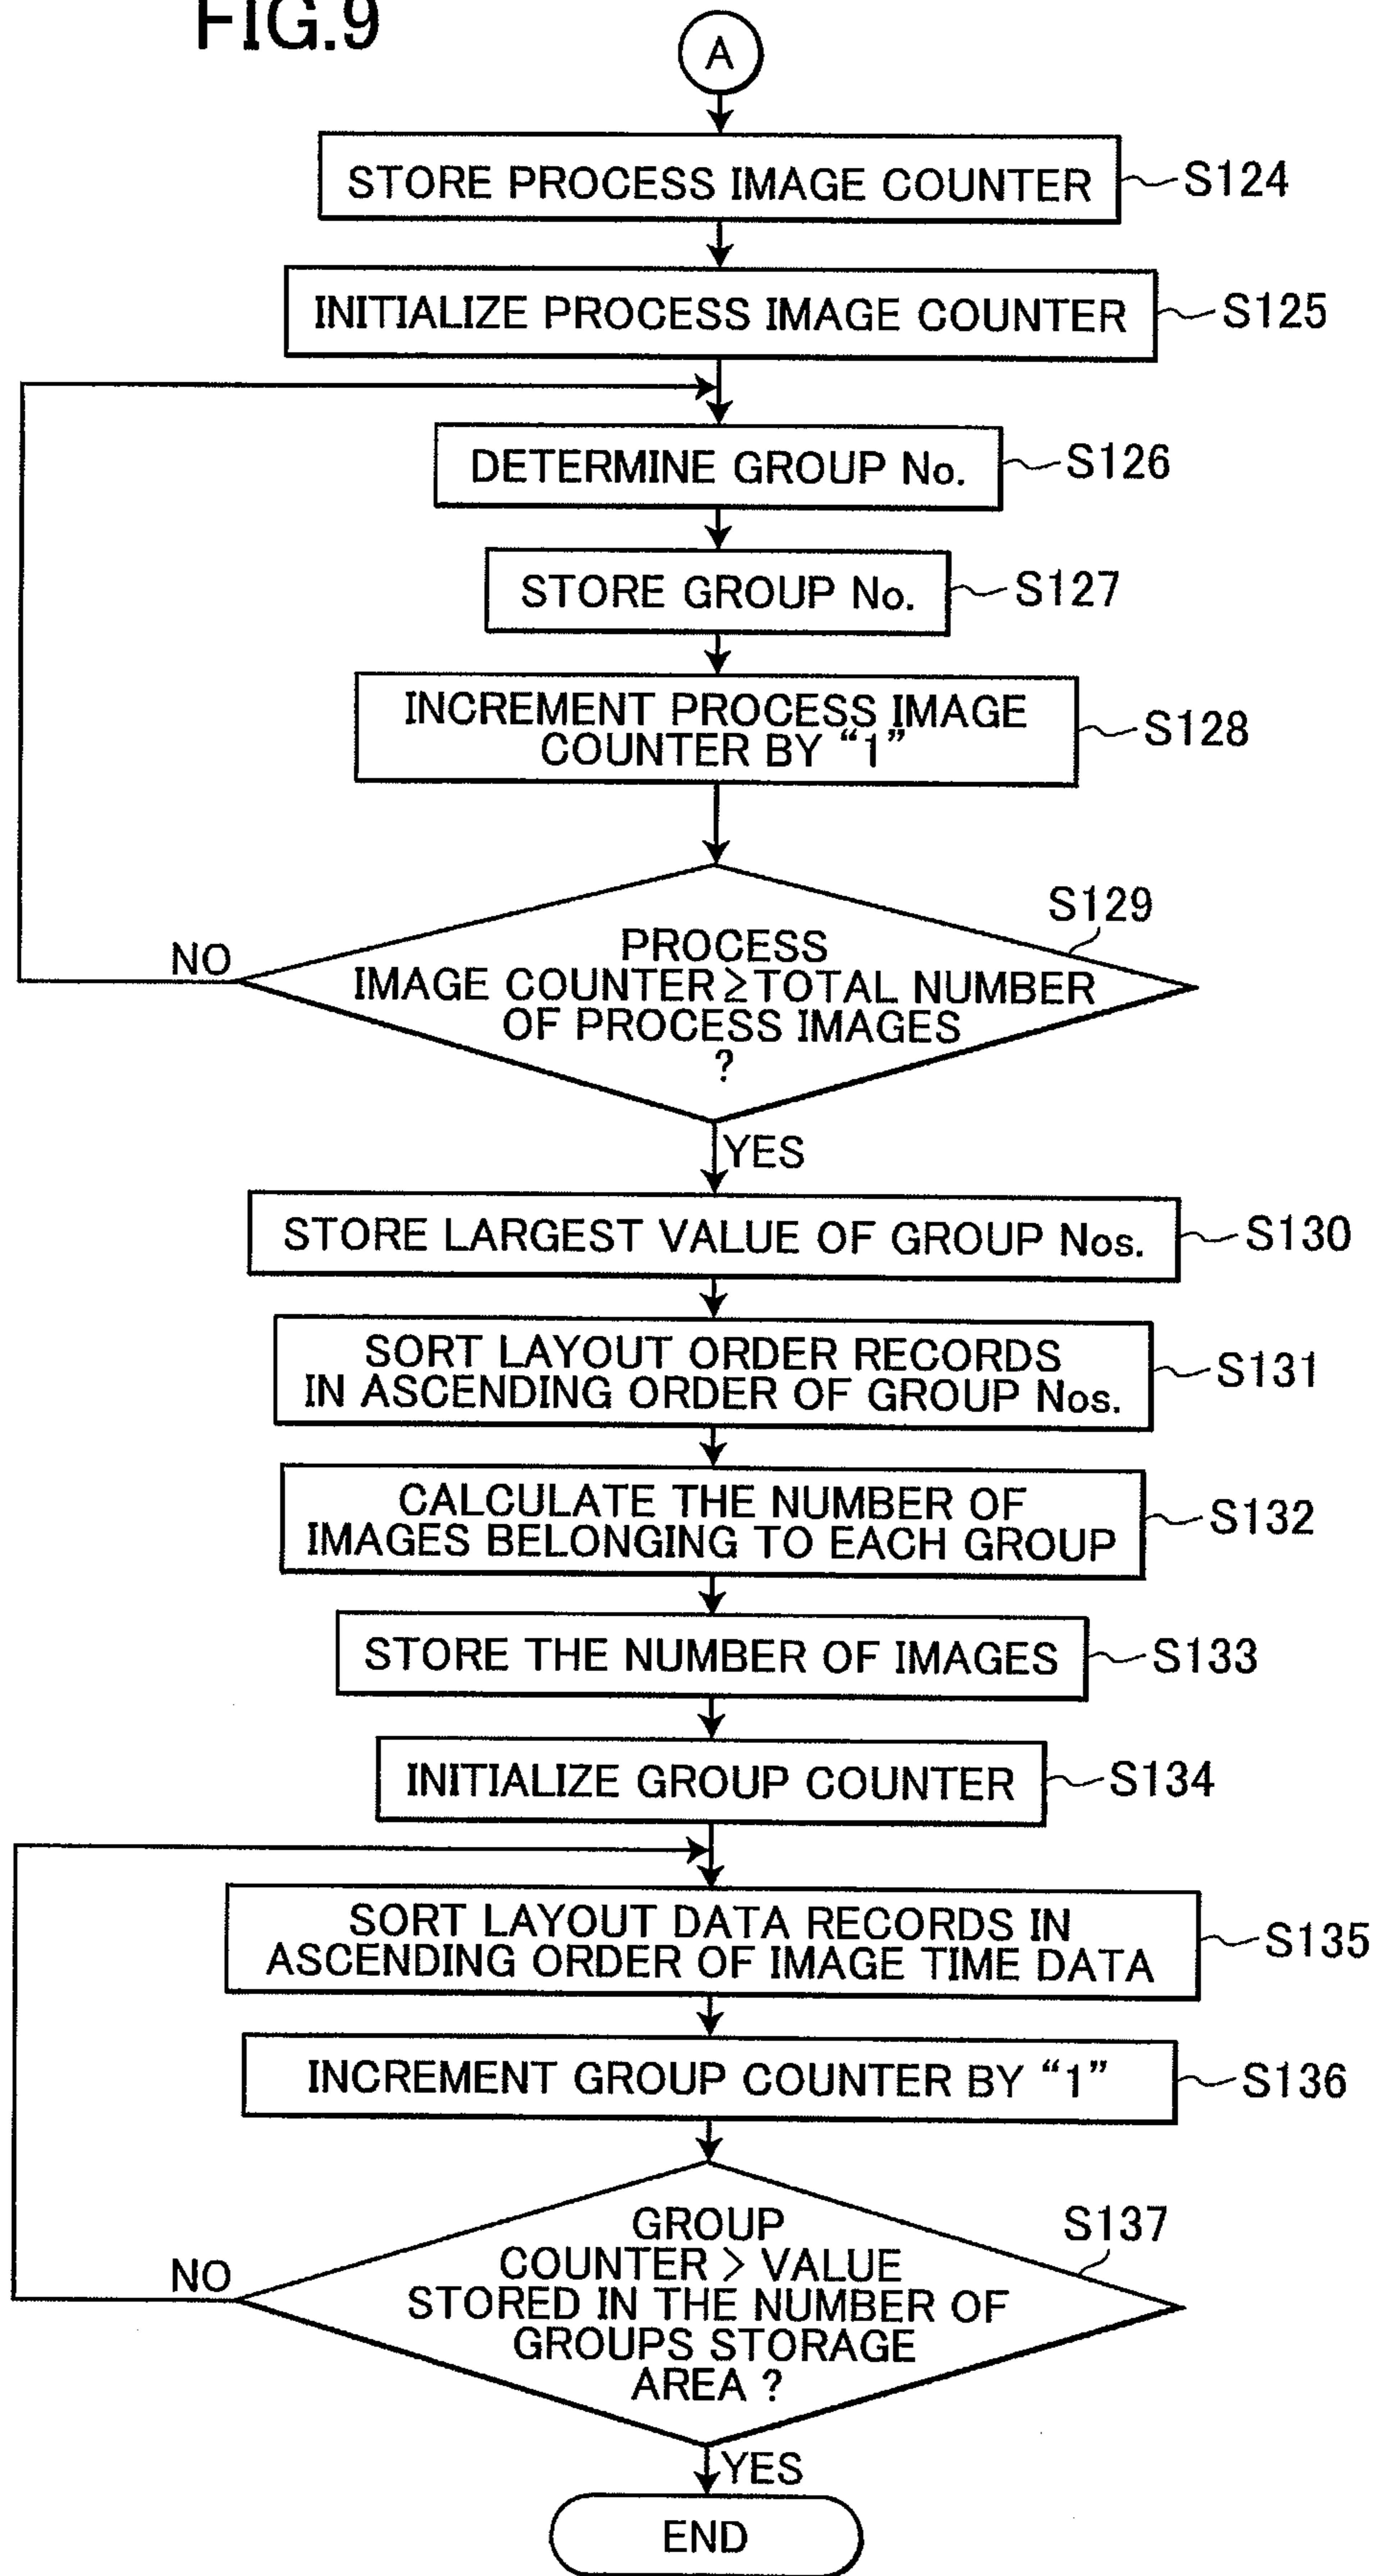 FIG.9
A
STORE PROCESS IMAGE COUNTER
S124
INITIALIZE PROCESS IMAGE COUNTER
S125
DETERMINE GROUP No.
S126
STORE GROUP No.
S127
INCREMENT PROCESS IMAGE
COUNTER BY “1”
S128
S129
NO
PROCESS
IMAGE COUNTER≥TOTAL NUMBER
OF PROCESS IMAGES
?
YES
STORE LARGEST VALUE OF GROUP Nos.
S130
SORT LAYOUT ORDER RECORDS
IN ASCENDING ORDER OF GROUP Nos.
S131
CALCULATE THE NUMBER OF
IMAGES BELONGING TO EACH GROUP
S132
STORE THE NUMBER OF IMAGES
S133
INITIALIZE GROUP COUNTER
S134
SORT LAYOUT DATA RECORDS IN
ASCENDING ORDER OF IMAGE TIME DATA
S135
INCREMENT GROUP COUNTER BY “1”
S136
S137
NO
GROUP
COUNTER > VALUE
STORED IN THE NUMBER OF
GROUPS STORAGE
AREA ?
YES
END